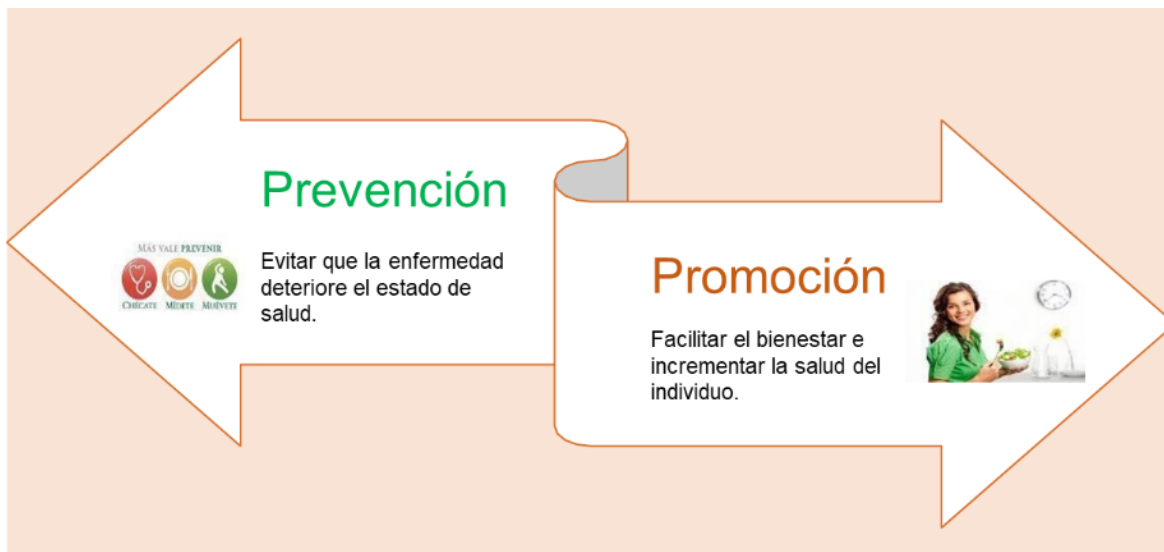 Prevención
MÁS VALE PREVENIR
CHÉCATE MÍDETE MUÉVETE
Evitar que la enfermedad
deteriore el estado de
salud.
Promoción
Facilitar el bienestar e
incrementar la salud del
individuo.